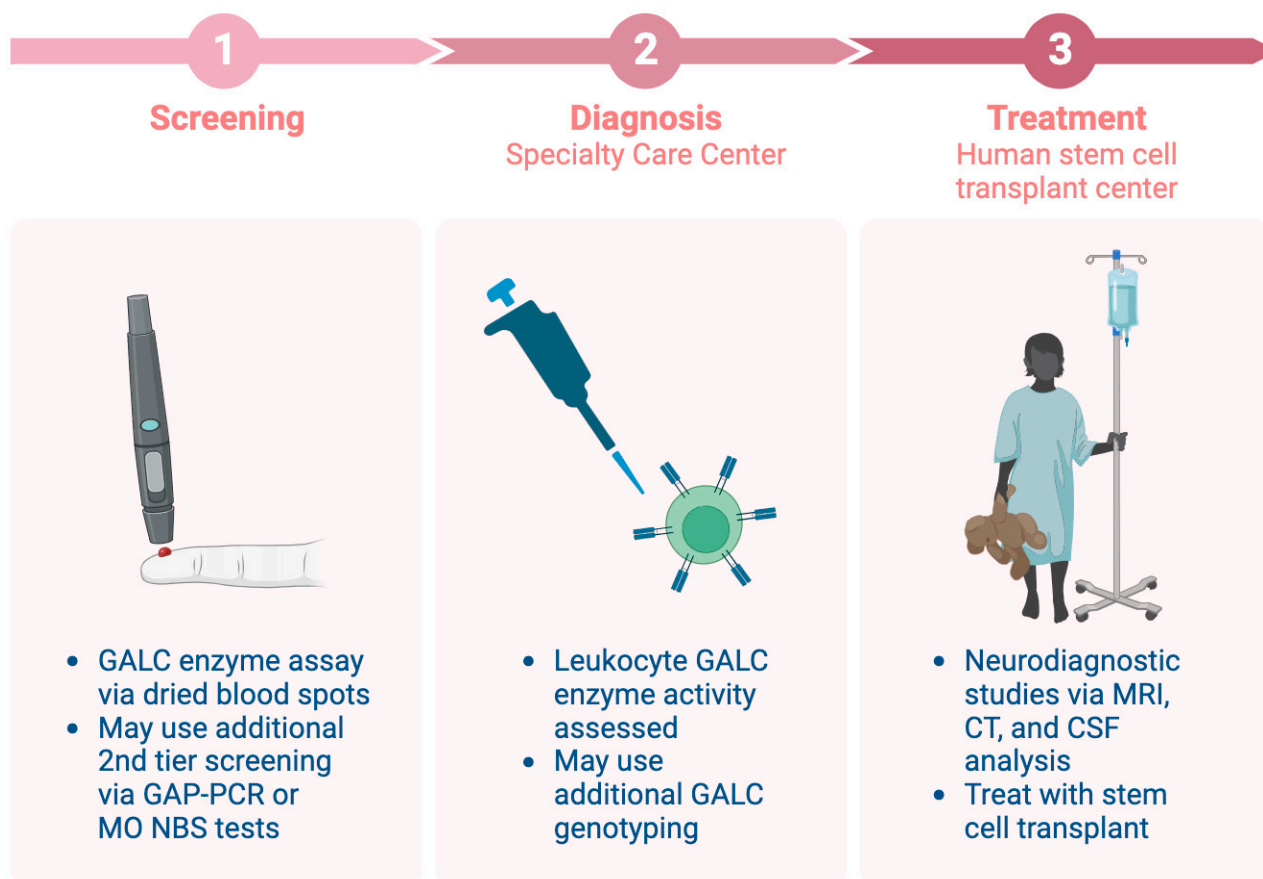 1
Screening
2
Diagnosis
Specialty Care Center
3
Treatment
Human stem cell
transplant center
• GALC enzyme assay
via dried blood spots
• May use additional
2nd tier screening
via GAP-PCR or
MO NBS tests
• Leukocyte GALC
enzyme activity
assessed
• May use
additional GALC
genotyping
• Neurodiagnostic
studies via MRI,
CT, and CSF
analysis
• Treat with stem
cell transplant